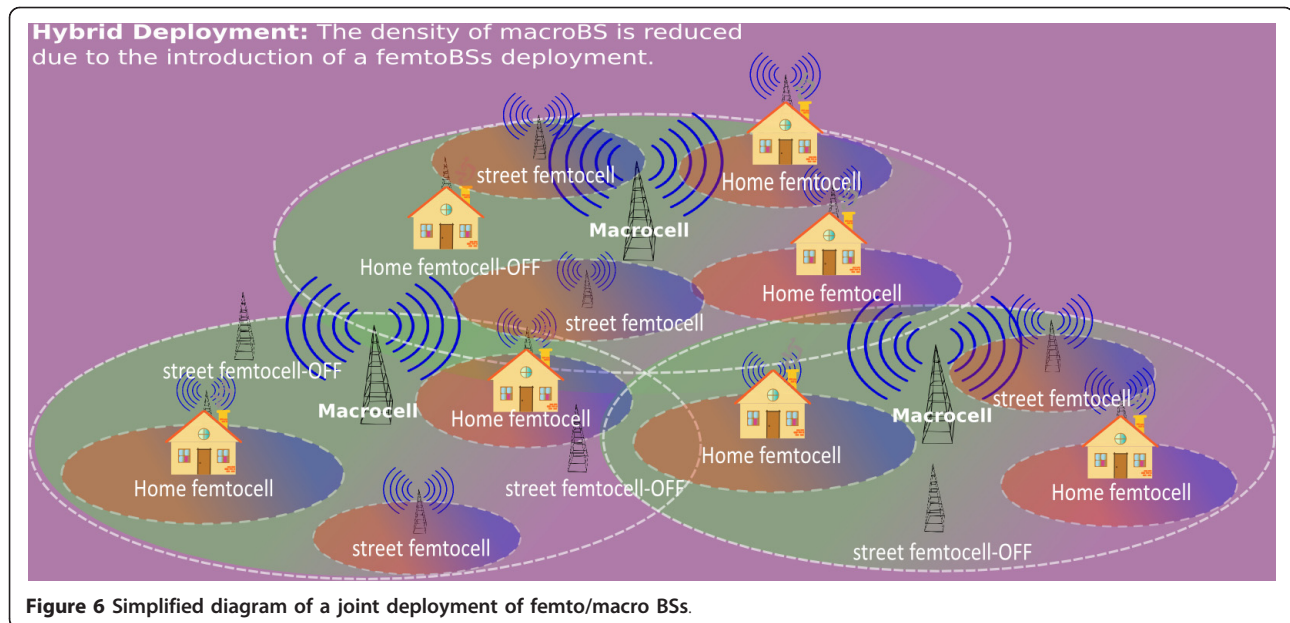 Hybrid Deployment: The density of macroBS is reduced
due to the introduction of a femtoBSs deployment.
street femtocell
Home femtocell
Macrocell
Home femtocell-OFF
Home femtocell
street femtocell
street femtocell-OFF
Macrocell
Home femtocell
street femtocell
Macrocell
Home femtocell
Home femtocell
street femtocell-OFF
Home femtocell
street femtocell
street femtocell-OFF
Figure 6 Simplified diagram of a joint deployment of femto/macro BSs.